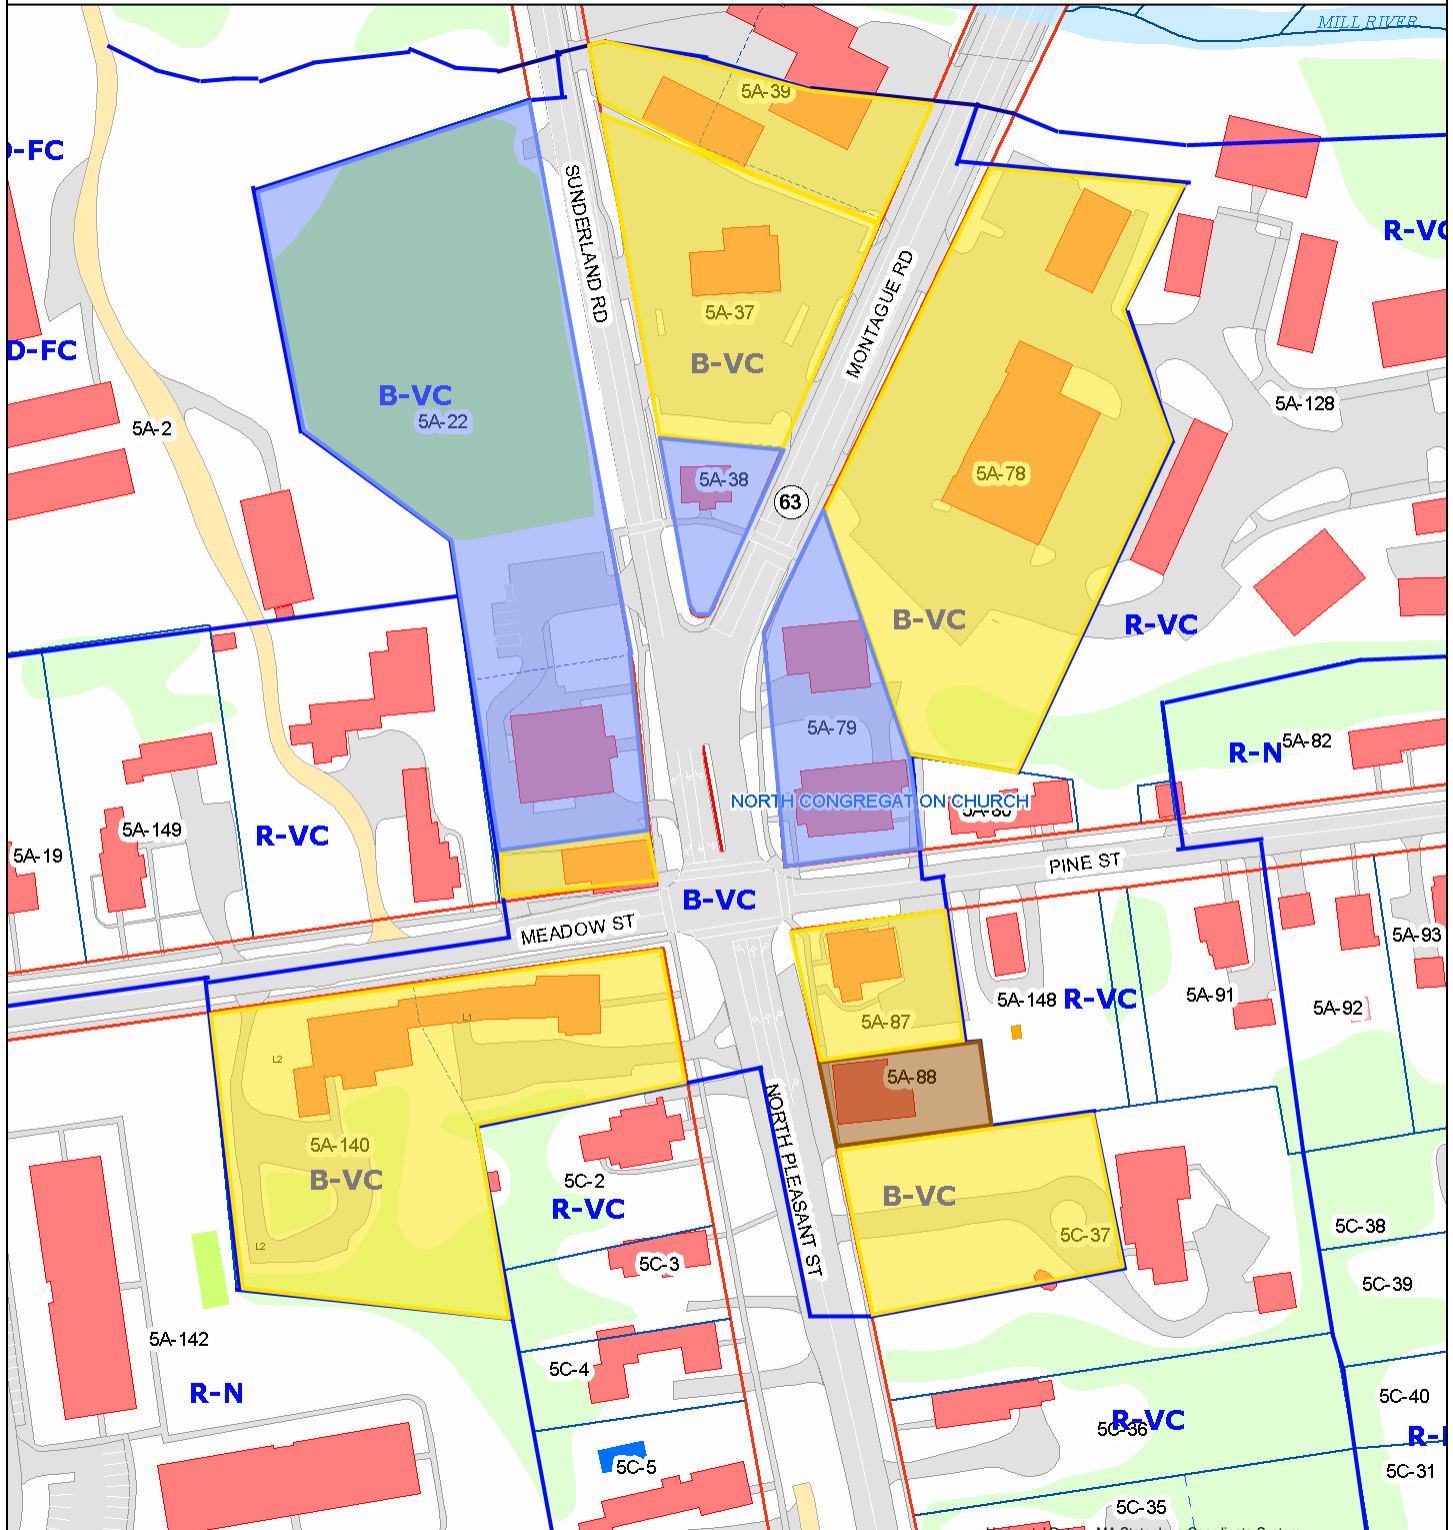 MILL RIVER
5A-39
D-FC
SUNDERLAND RD
R-VC
5A-37
MONTAGUE RD
B-VC
D-FC
B-VC
5A-22
5A-2
5A-128
5A-38
5A-78
63
B-VC
R-VC
5A-79
R-N
5A-82
NORTH CONGREGATION CHURCH
5A-80
5A-149
R-VC
5A-19
PINE ST
B-VC
MEADOW ST
5A-93
5A-148
R-VC
5A-91
5A-92
L1
5A-87
L2
5A-88
NORTH PLEASANT ST
5A-140
B-VC
5C-2
R-VC
B-VC
5C-37
5C-38
L2
5C-3
5C-39
5A-142
5C-4
R-N
5C-40
R-VC
5C-36
5C-5
5C-31
5C-35